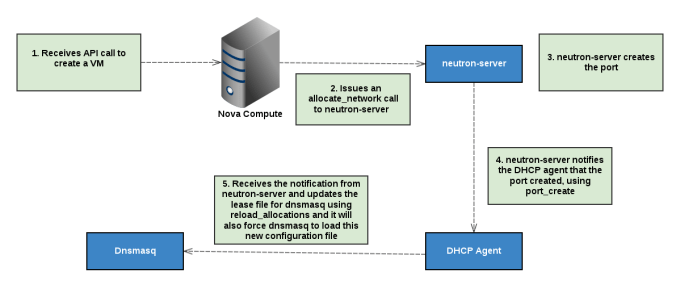 1. Receives API call to
create a VM
Nova Compute
2. Issues an
allocate_network call
to neutron-server
neutron-server
3. neutron-server creates
the port
4. neutron-server notifies
the DHCP agent that the
port created, using
port_create
5. Receives the notification from
neutron-server and updates the
lease file for dnsmasq using
reload_allocations and it will
also force dnsmasq to load this
new configuration file
Dnsmasq
DHCP Agent